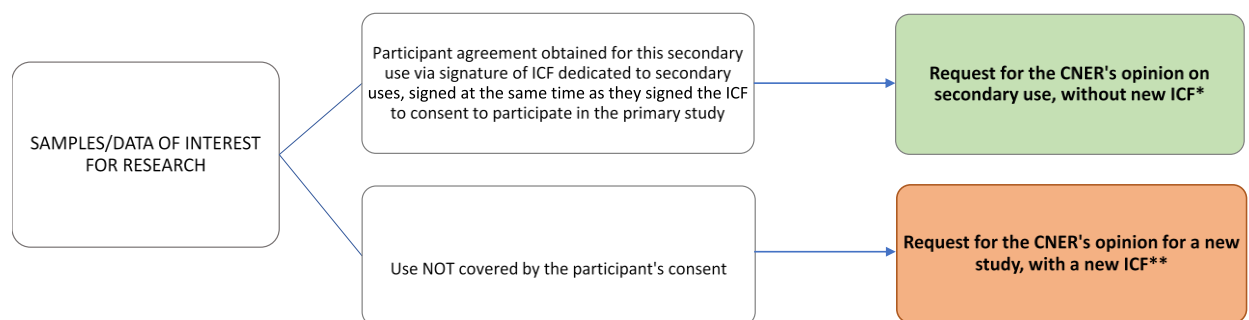 SAMPLES/DATA OF INTEREST
FOR RESEARCH
Participant agreement obtained for this secondary
use via signature of ICF dedicated to secondary
uses, signed at the same time as they signed the ICF
to consent to participate in the primary study
Request for the CNER's opinion on
secondary use, without new ICF*
Use NOT covered by the participant's consent
Request for the CNER's opinion for a new
study, with a new ICF**